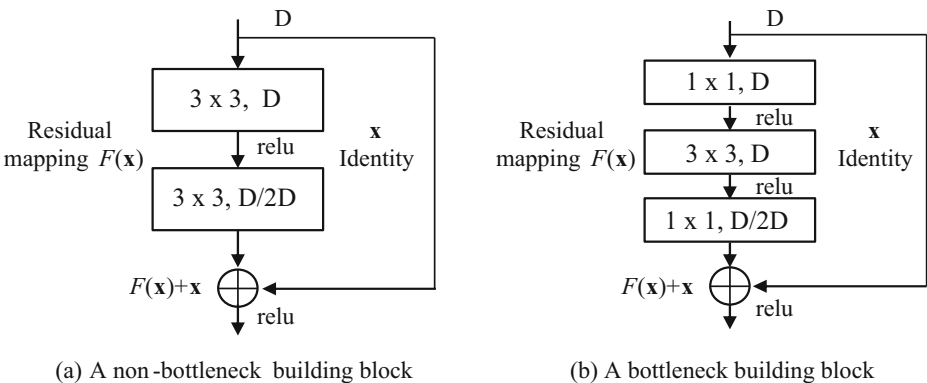 D
3 x 3, D
relu
Residual
mapping F(x)
x
Identity
3 x 3, D/2D
F(x)+x
relu
(a) A non-bottleneck building block
D
1 x 1, D
relu
Residual
mapping F(x)
3 x 3, D
x
Identity
relu
1 x 1, D/2D
F(x)+x
relu
(b) A bottleneck building block